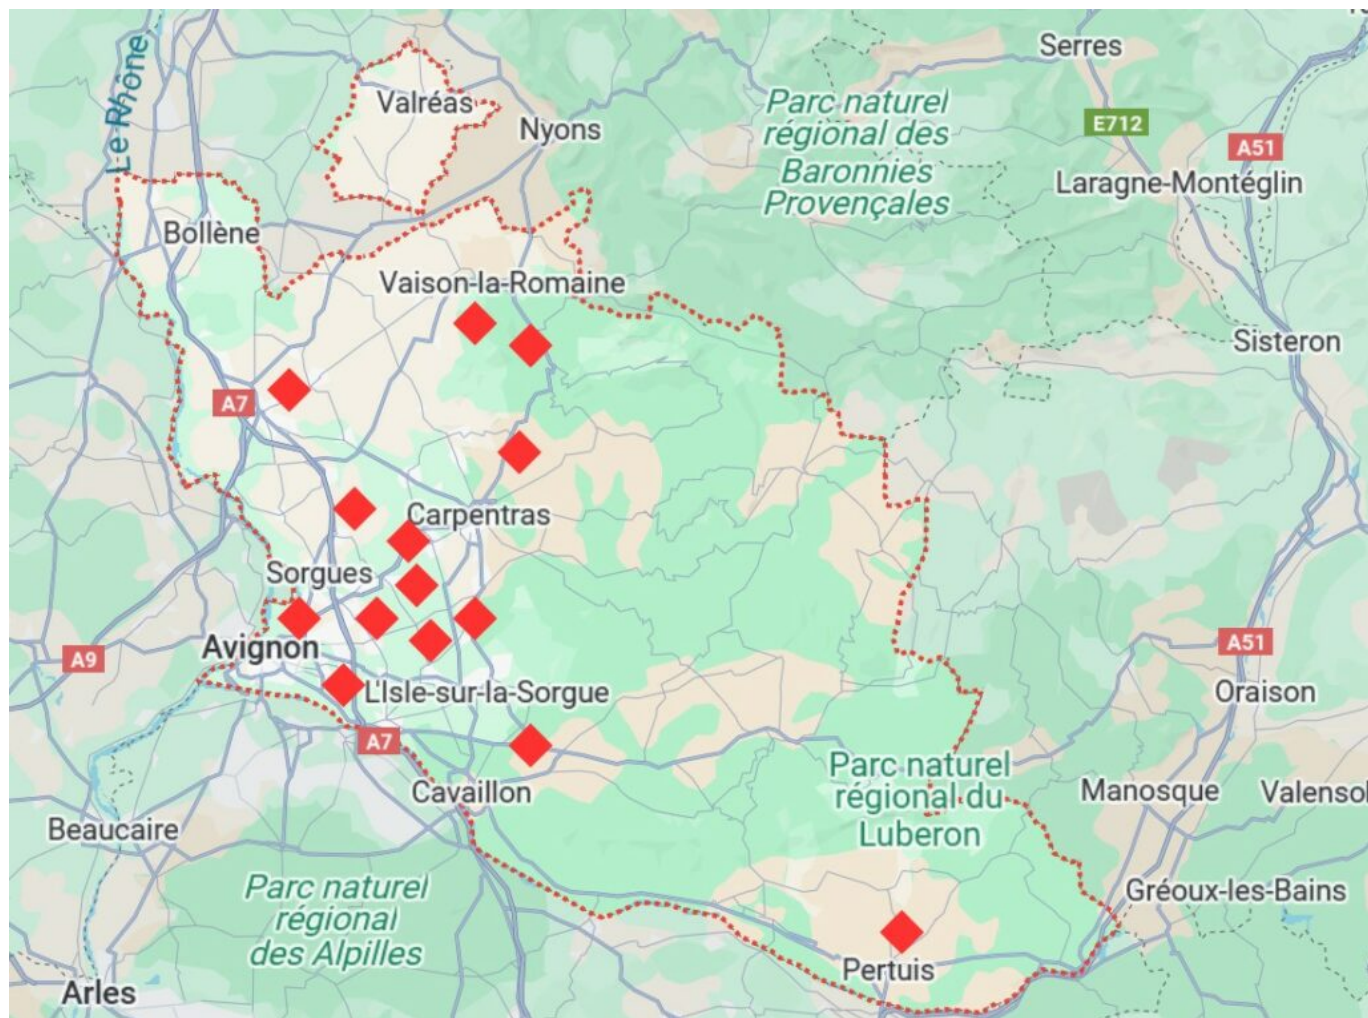 Serres
Le Rhône
Valréas
Parc naturel
régional des
Baronnies
Provençales
Nyons
E712
A51
Laragne-Montéglin
Bollène
Vaison-la-Romaine
Sisteron
A7
Carpentras
Sorgues
Avignon
A9
A51
L'Isle-sur-la-Sorgue
Oraison
A7
Parc naturel
régional du
Luberon
Cavaillon
Manosque
Valensol
Beaucaire
Parc naturel
régional
des Alpilles
Gréoux-les-Bains
Pertuis
Arles